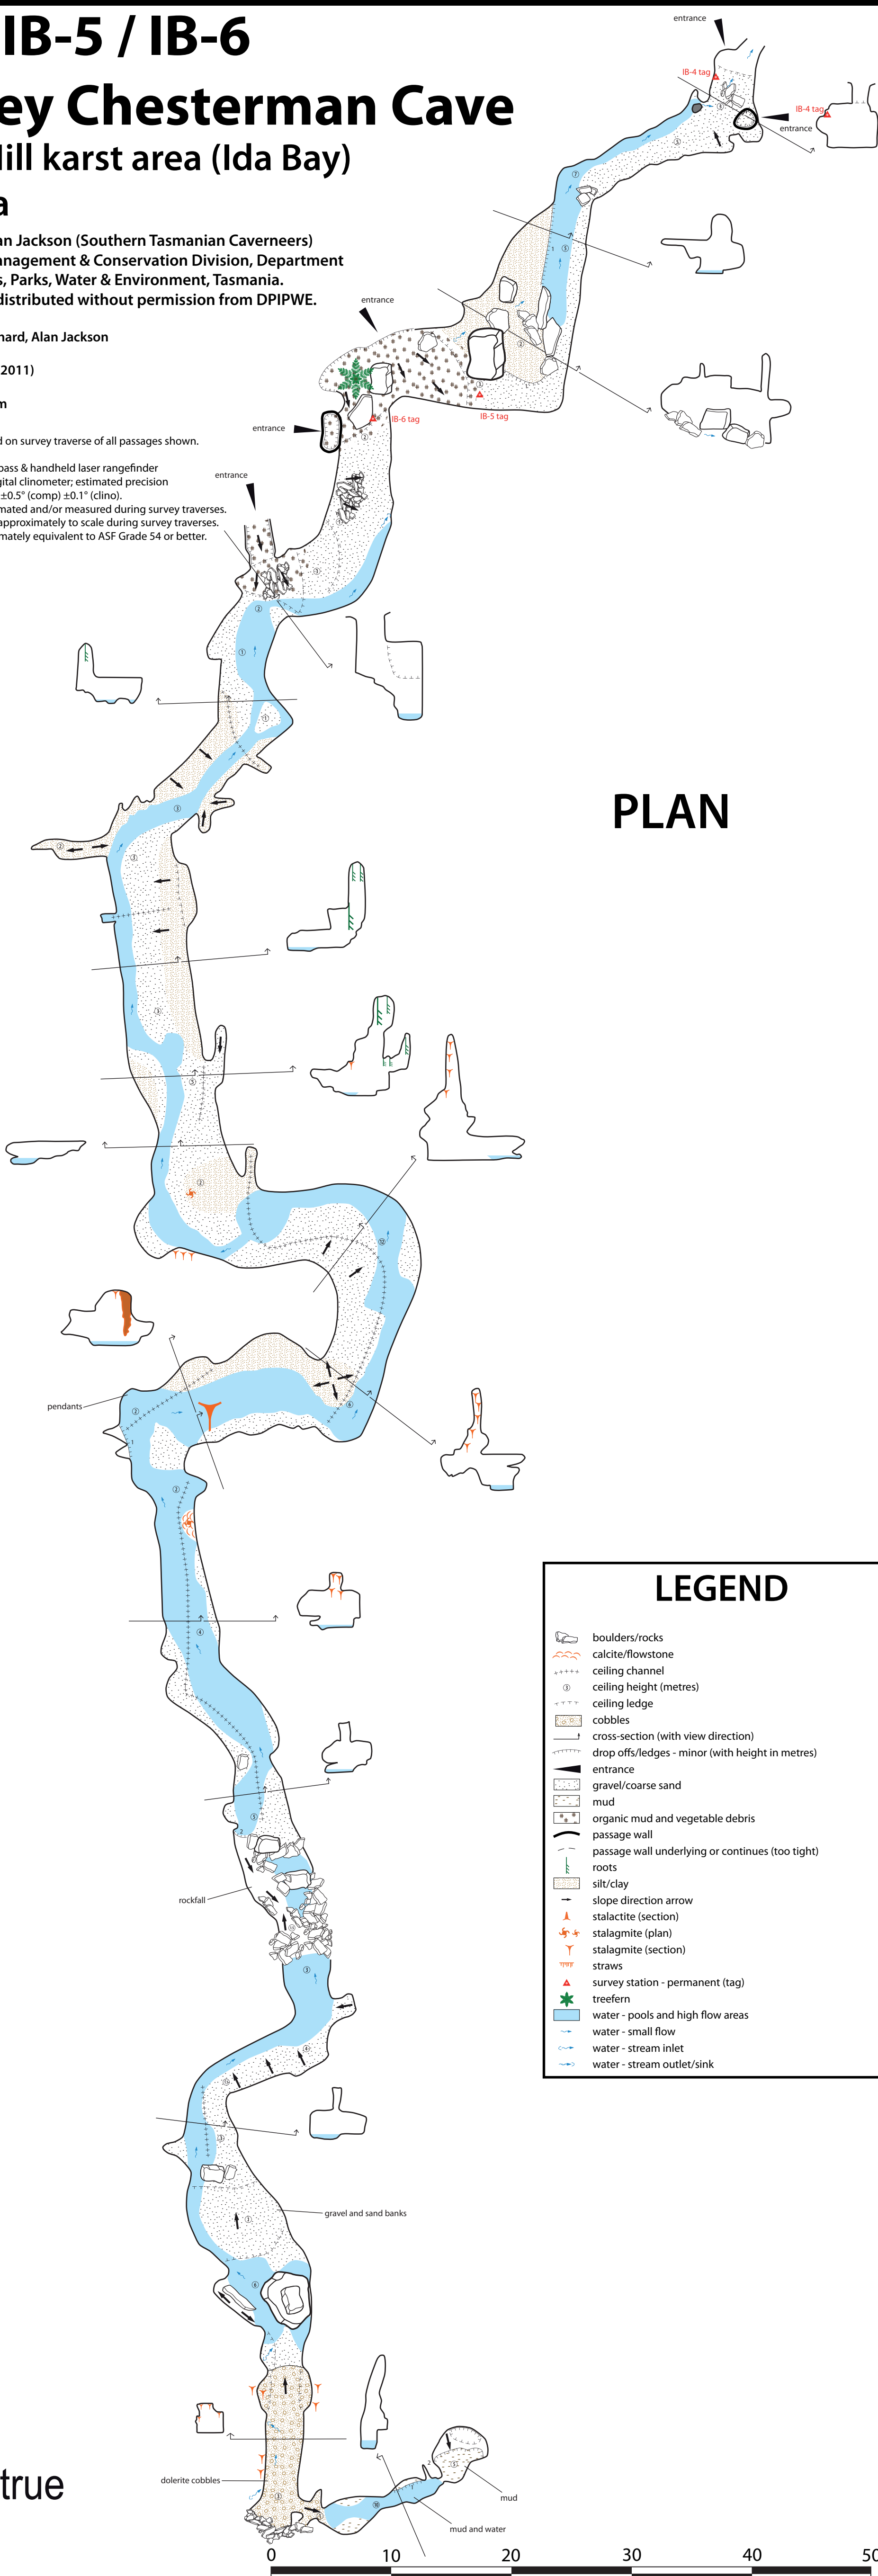 IB-5 / IB-6
ey Chesterman Cave
Hill karst area (Ida Bay)
a
an Jackson (Southern Tasmanian Caverneers)
anagement & Conservation Division, Department
s, Parks, Water & Environment, Tasmania.
distributed without permission from DPIPWE.
nard, Alan Jackson
2011)
m
d on survey traverse of all passages shown.
pass & handheld laser rangefinder
gital clinometer; estimated precision
±0.5° (comp) ±0.1° (clino).
mated and/or measured during survey traverses.
approximately to scale during survey traverses.
mately equivalent to ASF Grade 54 or better.
entrance
IB-4 tag
IB-4 tag
entrance
entrance
IB-6 tag
IB-5 tag
entrance
entrance
PLAN
pendants
rockfall
gravel and sand banks
dolerite cobbles
mud
mud and water
LEGEND
boulders/rocks
calcite/flowstone
ceiling channel
ceiling height (metres)
ceiling ledge
cobbles
cross-section (with view direction)
drop offs/ledges - minor (with height in metres)
entrance
gravel/coarse sand
mud
organic mud and vegetable debris
passage wall
passage wall underlying or continues (too tight)
roots
silt/clay
slope direction arrow
stalactite (section)
stalagmite (plan)
stalagmite (section)
straws
survey station - permanent (tag)
treefern
water - pools and high flow areas
water - small flow
water - stream inlet
water - stream outlet/sink
true
0 10 20 30 40 50